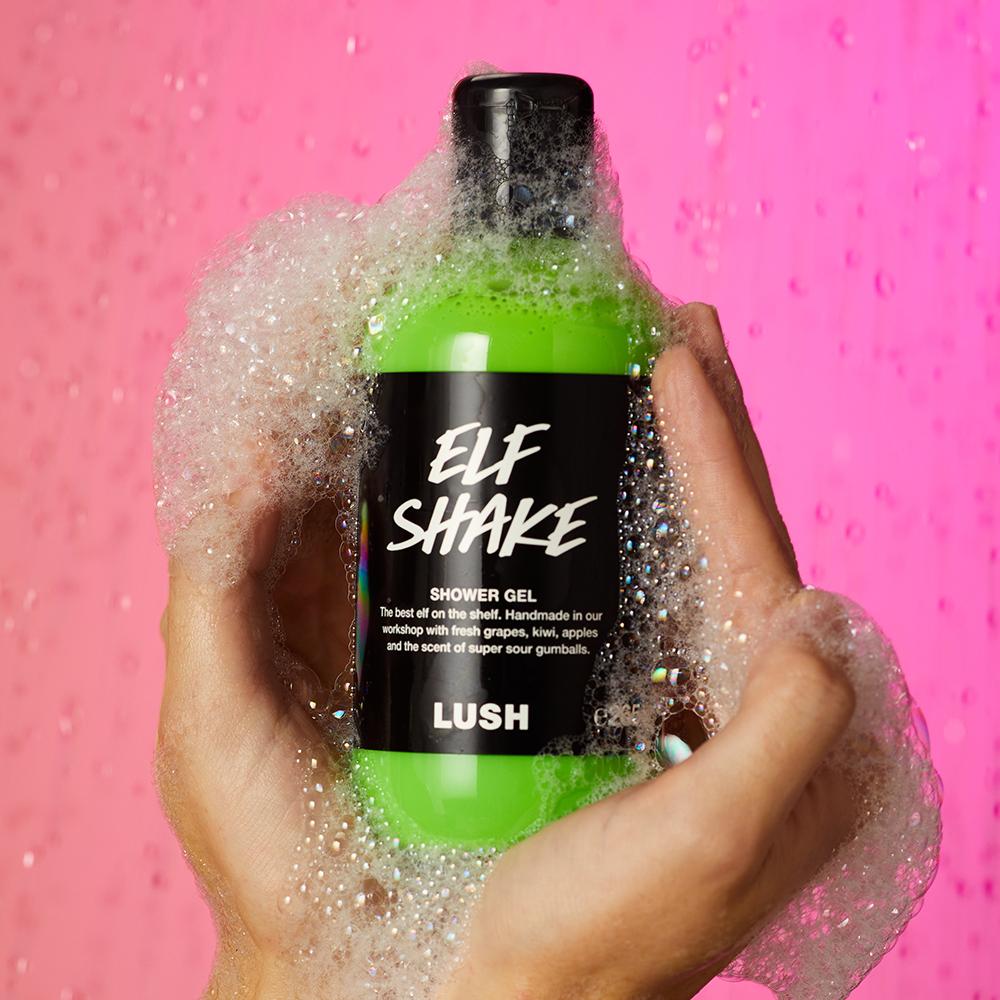 ELF
SHAKE
SHOWER GEL
The best elf on the shelf. Handmade in our
workshop with fresh grapes, kiwi, apples
and the scent of super sour gumballs.
LUSH